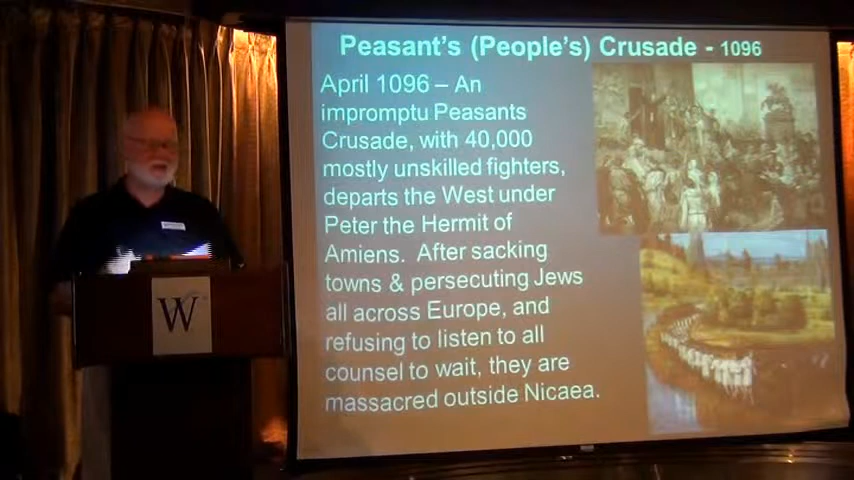 Peasant's (People's) Crusade - 1096
April 1096 – An
impromptu Peasants
Crusade, with 40,000
mostly unskilled fighters,
departs the West under
Peter the Hermit of
Amiens. After sacking
towns & persecuting Jews
all across Europe, and
refusing to listen to all
counsel to wait, they are
massacred outside Nicaea.
W